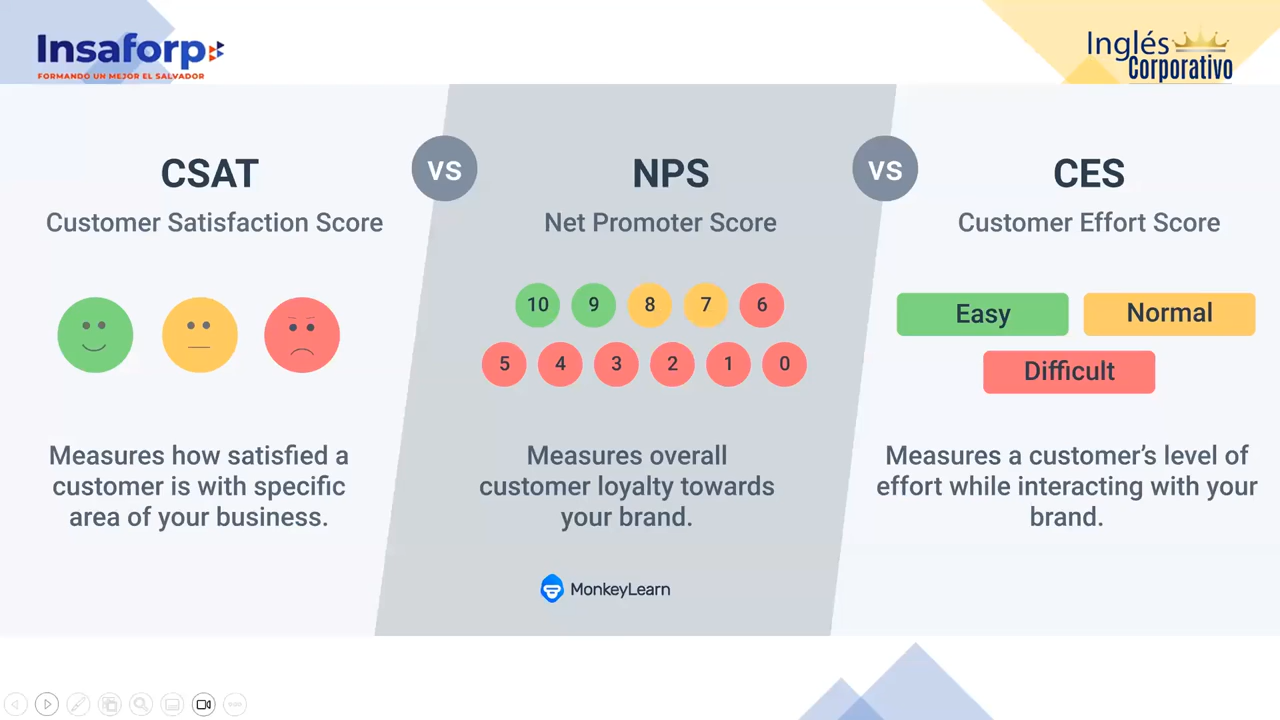 Insaforp
FORMANDO UN MEJOR EL SALVADOR
Inglés
Corporativo
CSAT
Customer Satisfaction Score
Measures how satisfied a
customer is with specific
area of your business.
VS
NPS
Net Promoter Score
10 9 8 7 6
5 4 3 2 1 0
Measures overall
customer loyalty towards
your brand.
MonkeyLearn
VS
CES
Customer Effort Score
Easy Normal
Difficult
Measures a customer’s level of
effort while interacting with your
brand.